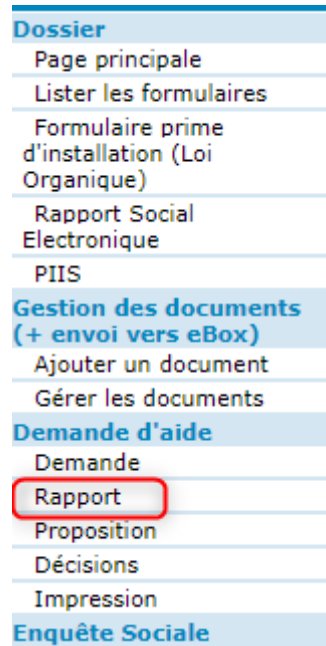 Dossier
Page principale
Lister les formulaires
Formulaire prime
d'installation (Loi
Organique)
Rapport Social
Electronique
PIIS
Gestion des documents
(+ envoi vers eBox)
Ajouter un document
Gérer les documents
Demande d'aide
Demande
Rapport
Proposition
Décisions
Impression
Enquête Sociale